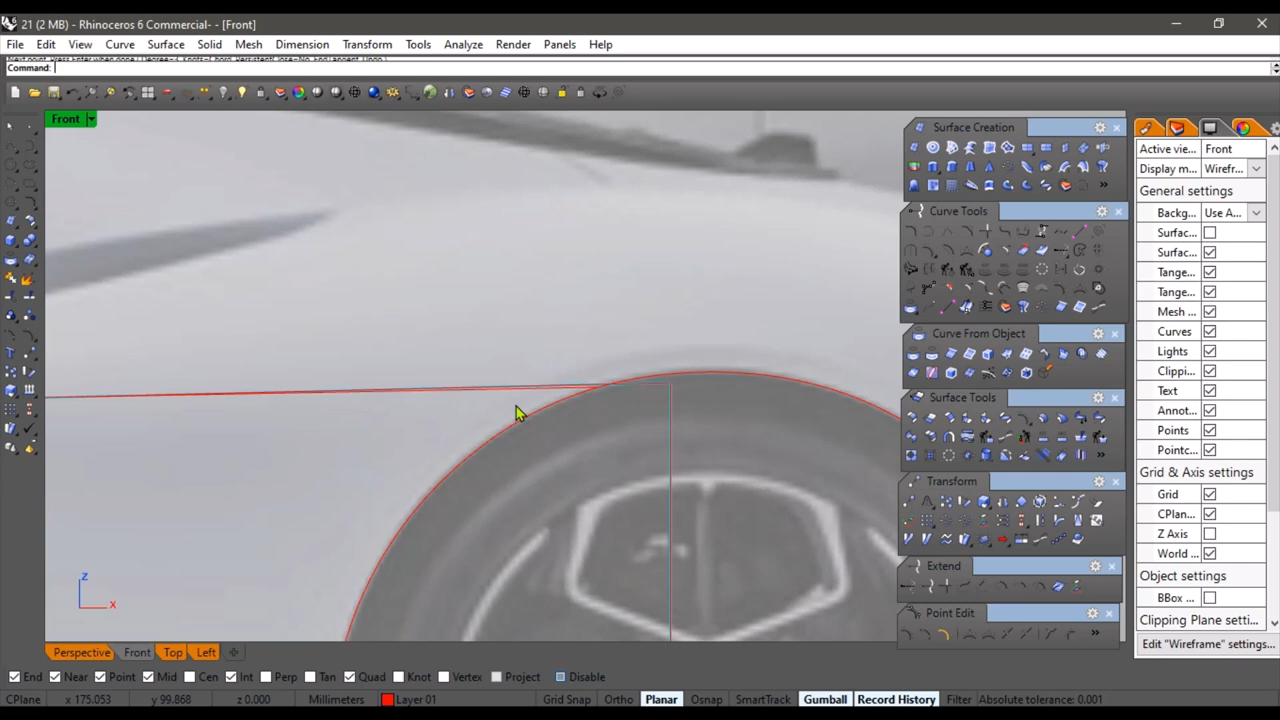 21 (2 MB) - Rhinoceros 6 Commercial- - [Front]
File Edit View Curve Surface Solid Mesh Dimension Transform Tools Analyze Render Panels Help
Command:
Front
Surface Creation
Curve Tools
Curve From Object
Surface Tools
Transform
Extend
Point Edit
Active vie... Front
Display m... Wirefr...
General settings
Backg... Use A...
Surfac...
Surfac...
Tange...
Tange...
Mesh ...
Curves
Lights
Clippi...
Text
Annot...
Points
Pointc...
Grid & Axis settings
Grid
CPlan...
Z Axis
World ...
Object settings
BBox ...
Clipping Plane setti...
Edit "Wireframe" settings...
z
x
Perspective Front Top Left
End Near Point Mid Cen Int Perp Tan Quad Knot Vertex Project Disable
CPlane x 175.053 y 99.868 z 0.000 Millimeters Layer 01 Grid Snap Ortho Planar Osnap SmartTrack Gumball Record History Filter Absolute tolerance: 0.001